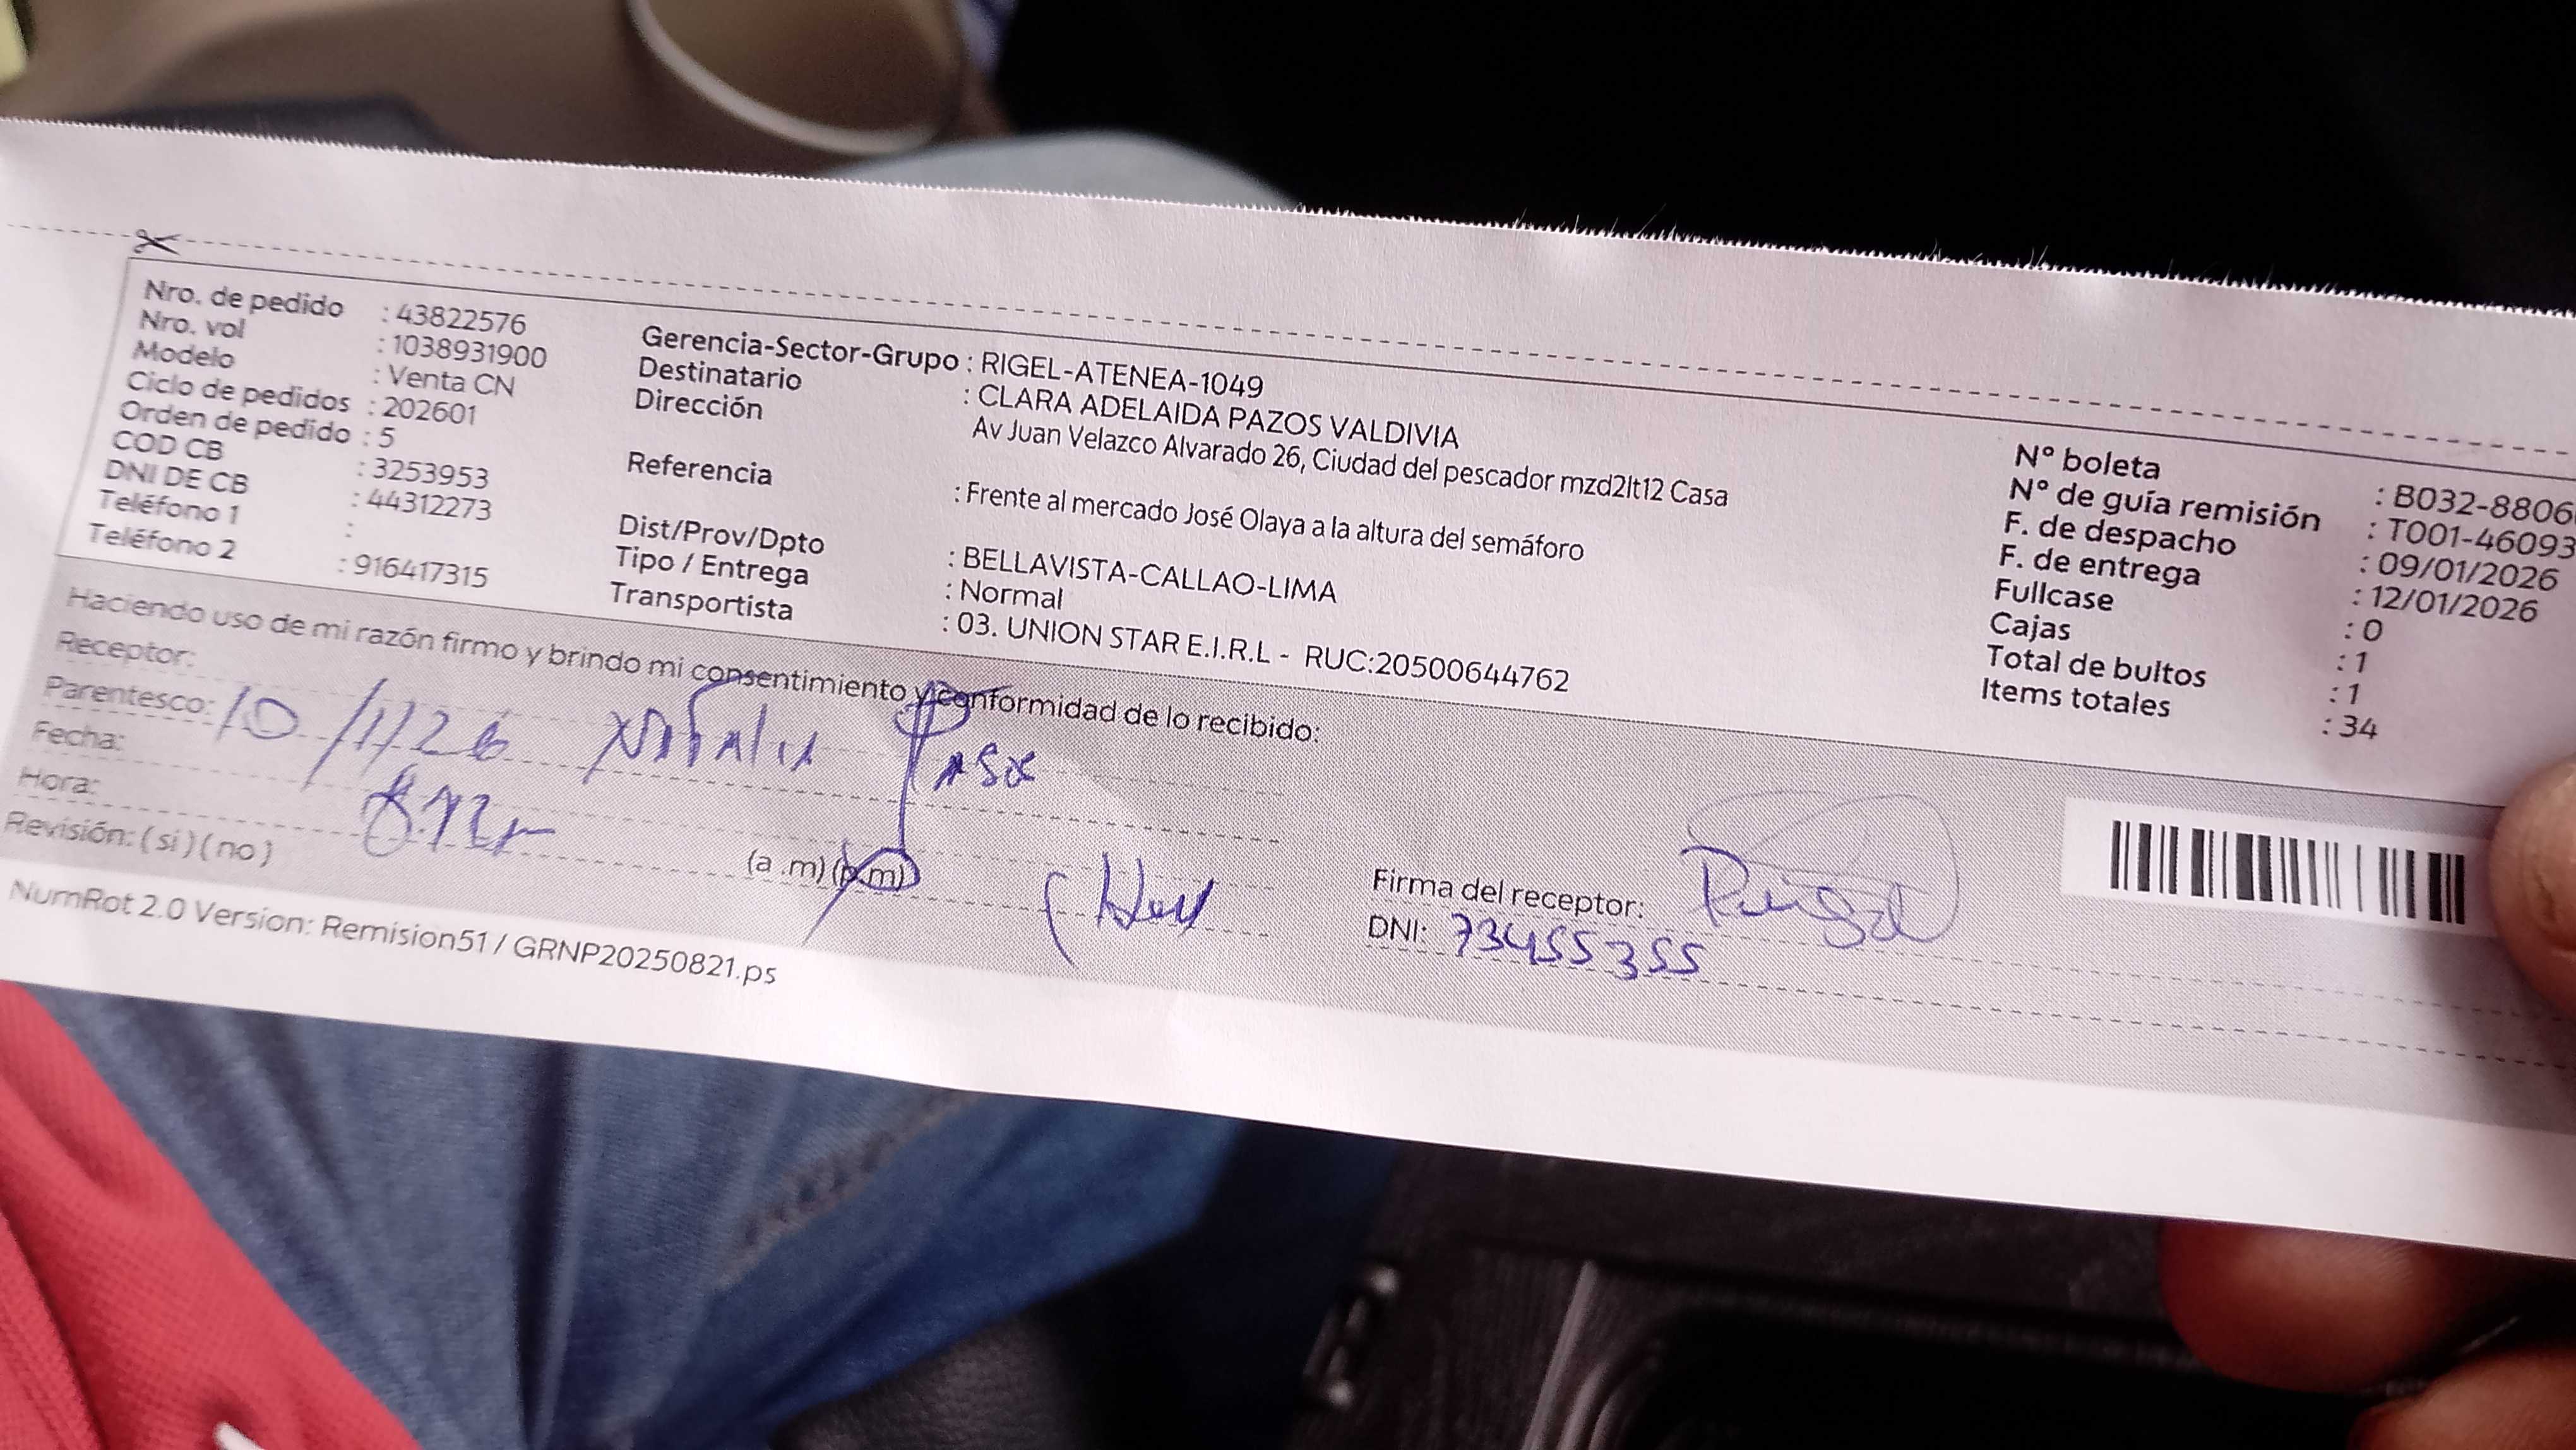 Nro. de pedido : 43822576
Nro. vol : 1038931900
Modelo : Venta CN
Ciclo de pedidos : 202601
Orden de pedido : 5
COD CB : 3253953
DNI DE CB : 44312273
Teléfono 1 :
Teléfono 2 : 916417315
Gerencia-Sector-Grupo : RIGEL-ATENEA-1049
Destinatario : CLARA ADELAIDA PAZOS VALDIVIA
Dirección Av Juan Velazco Alvarado 26, Ciudad del pescador mzd2lt12 Casa
Referencia : Frente al mercado José Olaya a la altura del semáforo
Dist/Prov/Dpto : BELLAVISTA-CALLAO-LIMA
Tipo / Entrega : Normal
Transportista : 03. UNION STAR E.I.R.L - RUC:20500644762
N° boleta : B032-8806
N° de guía remisión : T001-46093
F. de despacho : 09/01/2026
F. de entrega : 12/01/2026
Fullcase : 0
Cajas : 1
Total de bultos : 1
Items totales : 34
Haciendo uso de mi razón firmo y brindo mi consentimiento y conformidad de lo recibido:
Receptor:
Parentesco: 10/1/26 Natalia
Fecha:
Hora:
(a .m) (p.m)
Revisión: ( si ) ( no )
Firma del receptor:
DNI: 73455355
NumRot 2.0 Version: Remision51 / GRNP20250821.ps